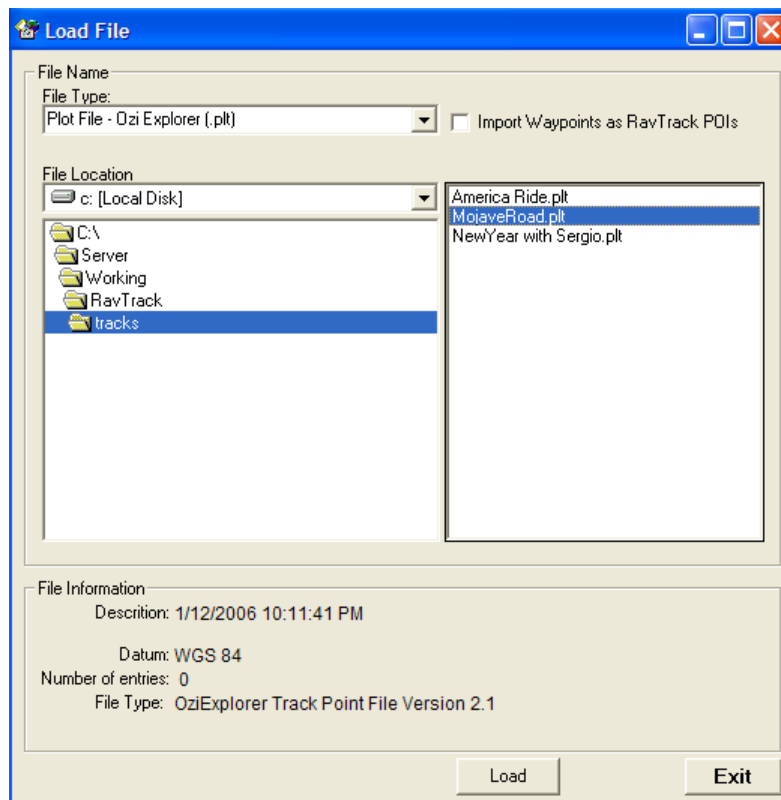 Load File
File Name
File Type:
Plot File - Ozi Explorer (.plt)
Import Waypoints as RavTrack POIs
File Location
c: [Local Disk]
C:\
Server
Working
RavTrack
tracks
America Ride.plt
MojaveRoad.plt
NewYear with Sergio.plt
File Information
Descrition: 1/12/2006 10:11:41 PM
Datum: WGS 84
Number of entries: 0
File Type: OziExplorer Track Point File Version 2.1
Load
Exit